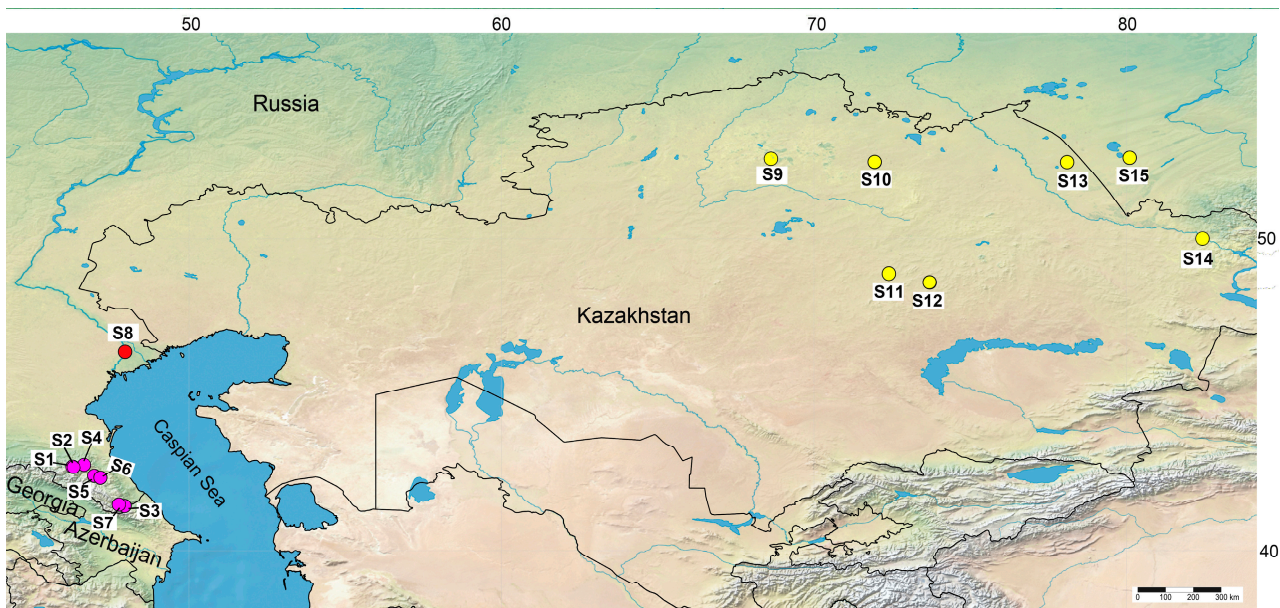 50 60 70 80
Russia
S9 S10 S13 S15
50
S14
S11 S12
Kazakhstan
S8
Caspian Sea
S2 S4
S1 S6
S5
Georgia
S7 S3
Azerbaijan
40
0 100 200 300 km